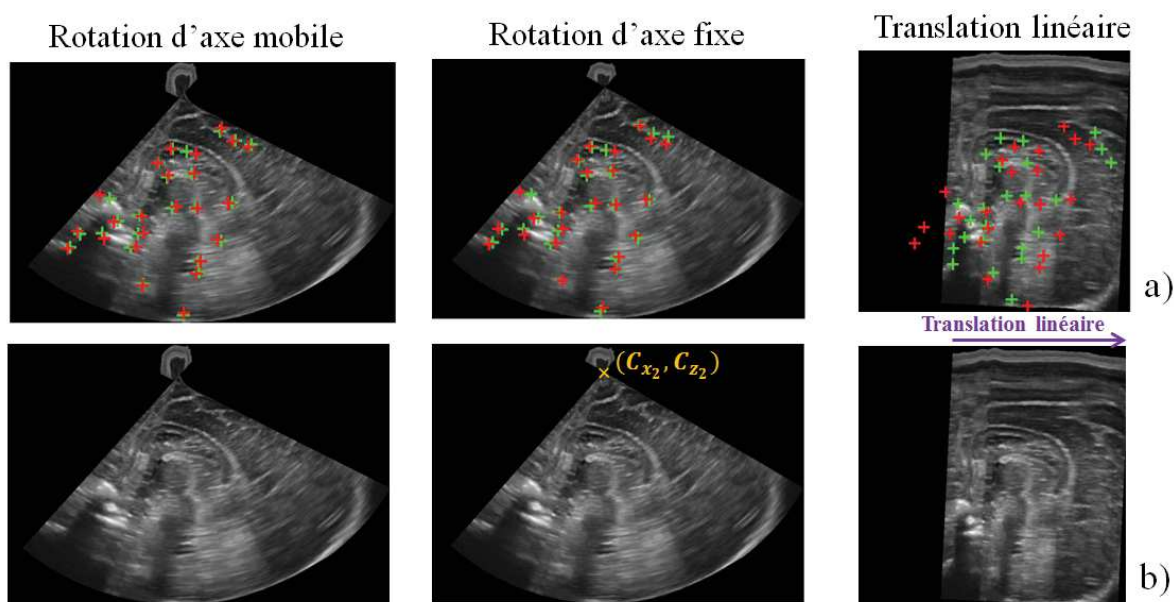 Rotation d'axe mobile
Rotation d'axe fixe
Translation linéaire
a)
Translation linéaire
(C_{x_2}, C_{z_2})
b)